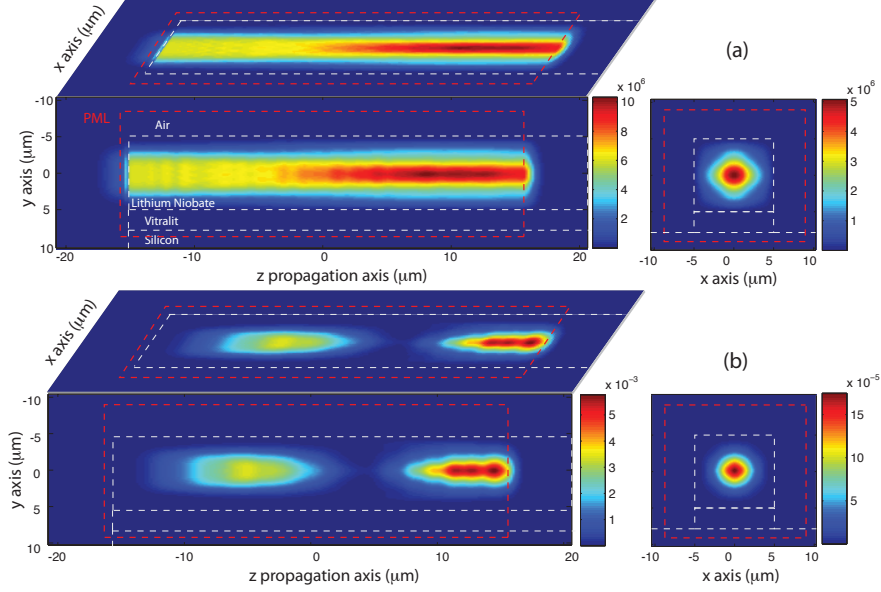 (a)
x axis (μm)
x 10⁶
x 10⁶
-10
-5
0
5
10
y axis (μm)
PML
Air
Lithium Niobate
Vitralit
Silicon
10
8
6
4
2
5
4
3
2
1
-20
-10
0
10
20
z propagation axis (μm)
-10
-5
0
5
10
x axis (μm)
(b)
x axis (μm)
x 10⁻³
x 10⁻⁵
-10
-5
0
5
10
y axis (μm)
5
4
3
2
1
0
15
10
5
0
-20
-10
0
10
20
z propagation axis (μm)
-10
-5
0
5
10
x axis (μm)